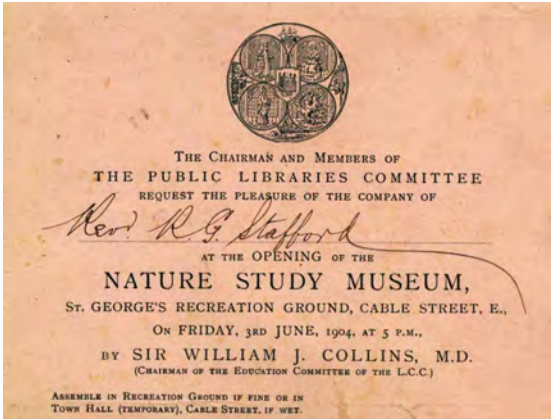 The Chairman and Members of
THE PUBLIC LIBRARIES COMMITTEE
REQUEST THE PLEASURE OF THE COMPANY OF
Revd. R. G. Stafford
AT THE OPENING OF THE
NATURE STUDY MUSEUM,
St. GEORGE'S RECREATION GROUND, CABLE STREET, E.,
On FRIDAY, 3RD JUNE, 1904, AT 5 P.M.,
BY SIR WILLIAM J. COLLINS, M.D.
(Chairman of the Education Committee of the L.C.C.)
Assemble in Recreation Ground if fine or in
Town Hall (temporary), Cable Street, if wet.